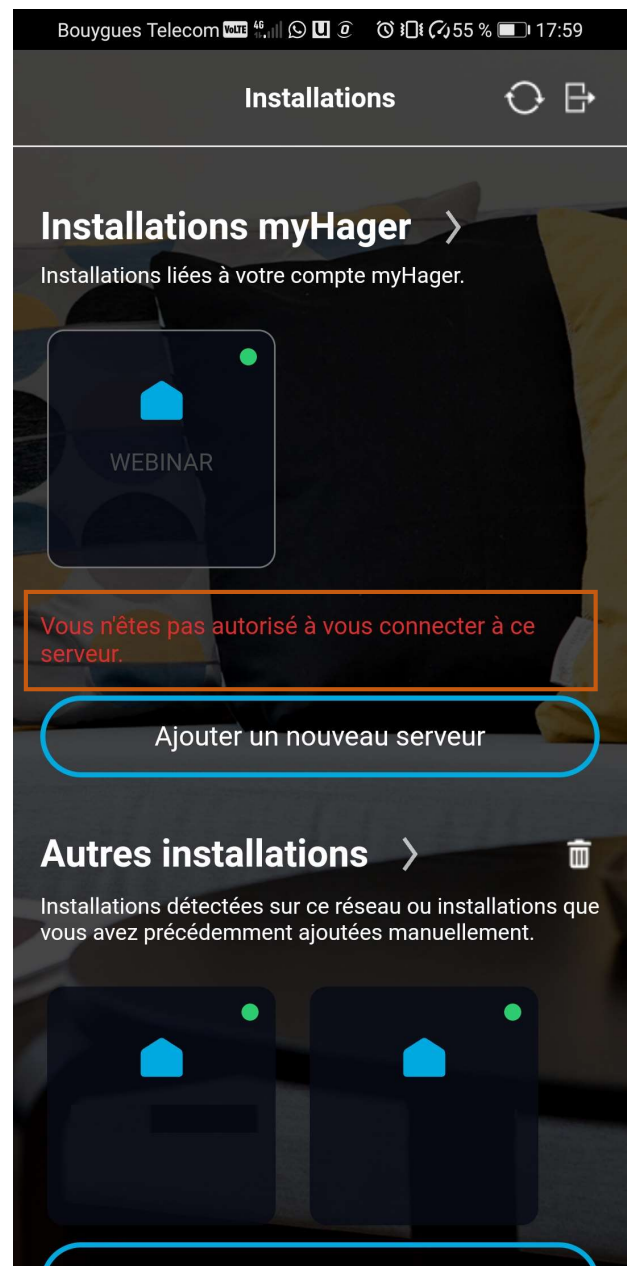 Bouygues Telecom VoLTE 4G 55 % 17:59
Installations
Installations myHager
Installations liées à votre compte myHager.
WEBINAR
Vous n'êtes pas autorisé à vous connecter à ce
serveur.
Ajouter un nouveau serveur
Autres installations
Installations détectées sur ce réseau ou installations que
vous avez précédemment ajoutées manuellement.